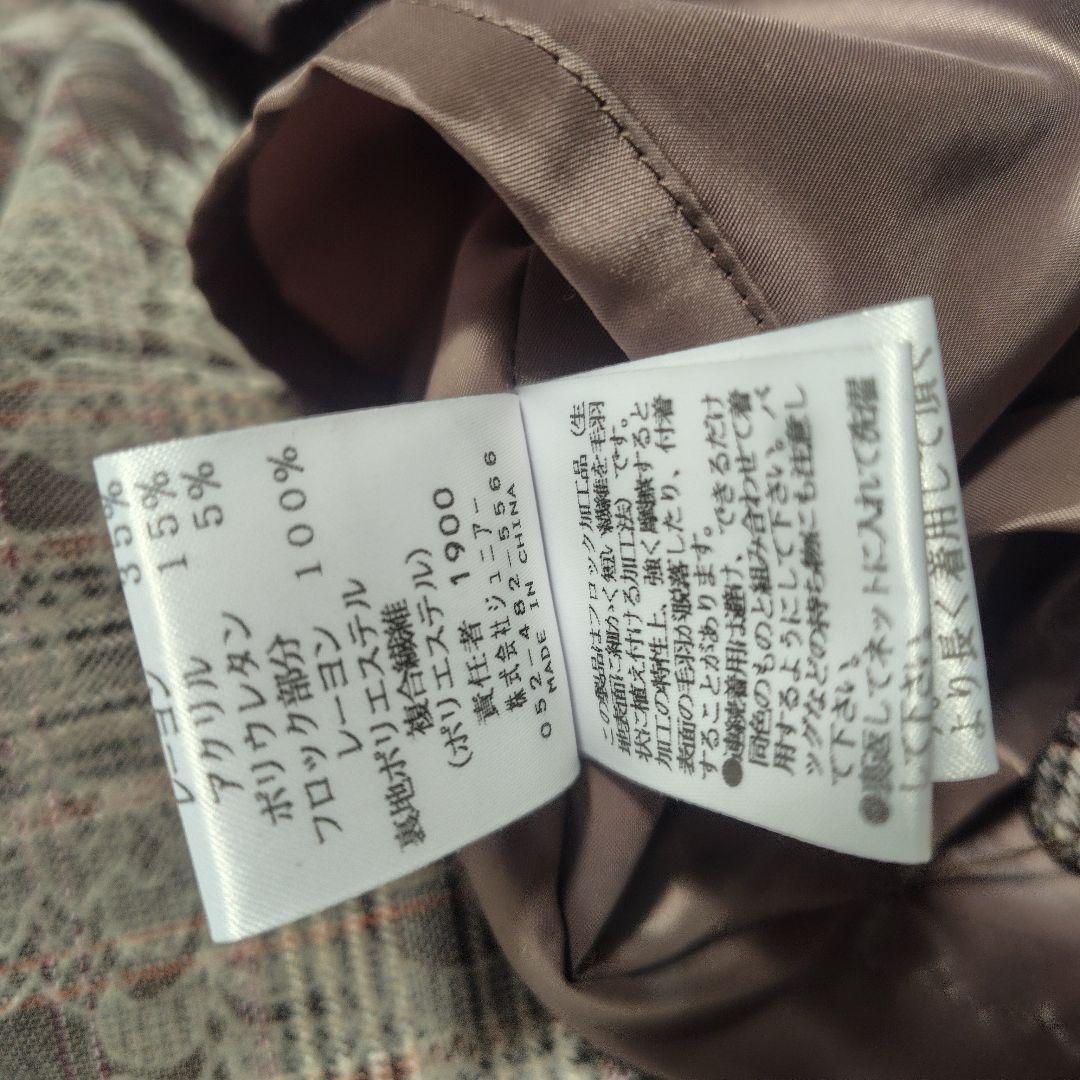 レーヨン 35%
アクリル 15%
ポリウレタン 5%
フロック部分
レーヨン 100%
裏地ポリエステル
複合繊維
(ポリエステル)
1900
責任者
株式会社ジュニアー
052-482-5566
MADE IN CHINA
この製品はフロック加工品(生
地表面に細かく短い繊維を毛羽
状に植え付ける加工法)です。
加工の特性上、強く摩擦すると
表面の毛羽が脱落したり、付着
することがあります。
●連続着用は避け、できるだけ
同色のものと組み合わせて着
用するようにして下さい。バ
ッグなどの持ち物にも注意し
て下さい。
●裏返してネットに入れて洗濯
して下さい。
より長く着用して頂く